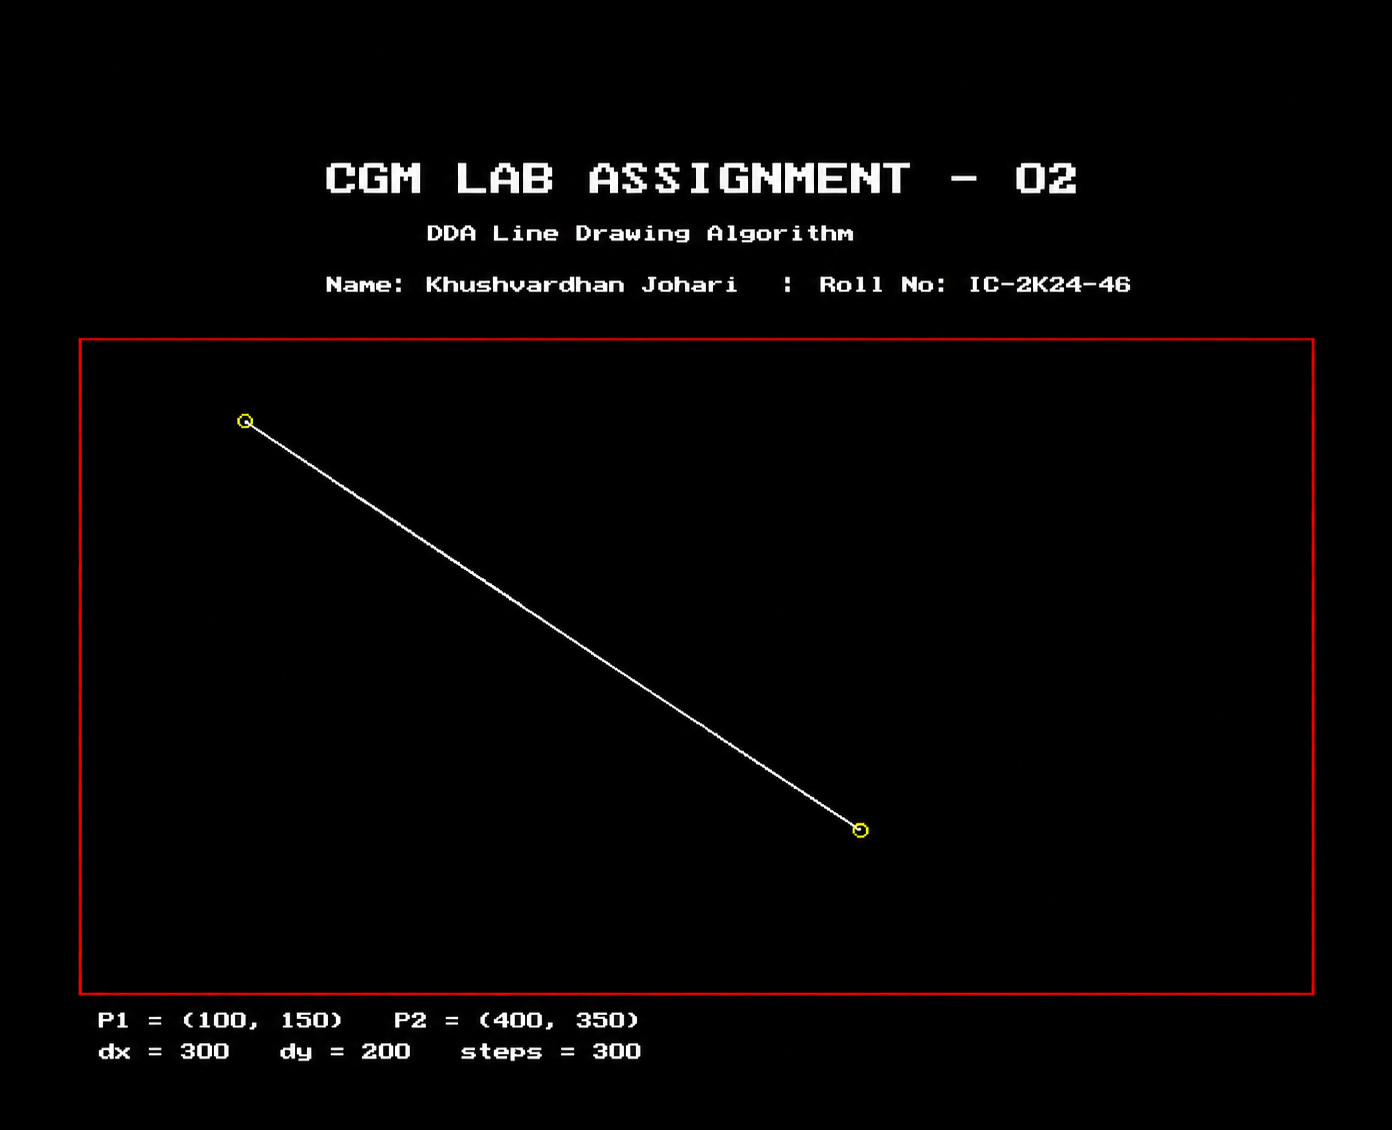 CGM LAB ASSIGNMENT - 02
DDA Line Drawing Algorithm
Name: Khushvardhan Johari : Roll No: IC-2K24-46
P1 = (100, 150) P2 = (400, 350)
dx = 300 dy = 200 steps = 300